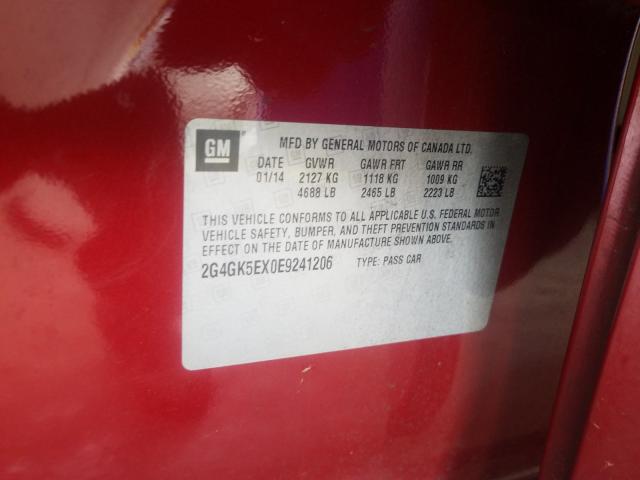 GM
MFD BY GENERAL MOTORS OF CANADA LTD.
DATE GVWR GAWR FRT GAWR RR
01/14 2127 KG 1118 KG 1009 KG
4688 LB 2465 LB 2223 LB
THIS VEHICLE CONFORMS TO ALL APPLICABLE U.S. FEDERAL MOTOR
VEHICLE SAFETY, BUMPER, AND THEFT PREVENTION STANDARDS IN
EFFECT ON THE DATE OF MANUFACTURE SHOWN ABOVE.
2G4GK5EX0E9241206 TYPE: PASS CAR